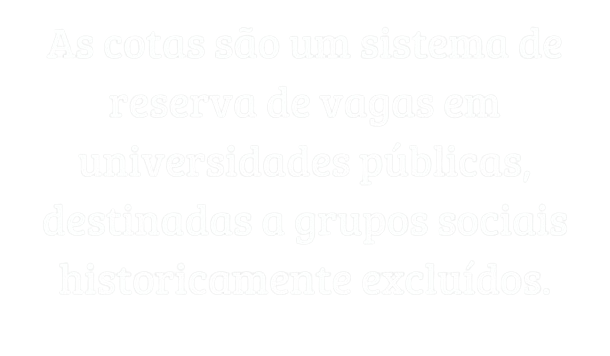 As cotas são um sistema de
reserva de vagas em
universidades públicas,
destinadas a grupos sociais
historicamente excluídos.